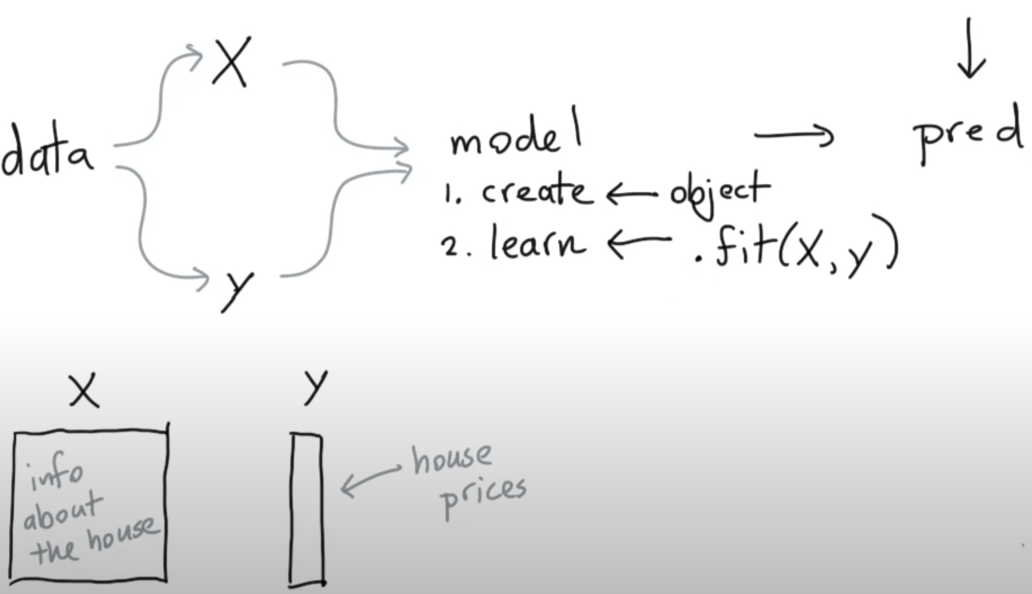 X
data
model
pred
1. create ← object
2. learn ← .fit(X, y)
y
X
y
info
about
the house
house
prices